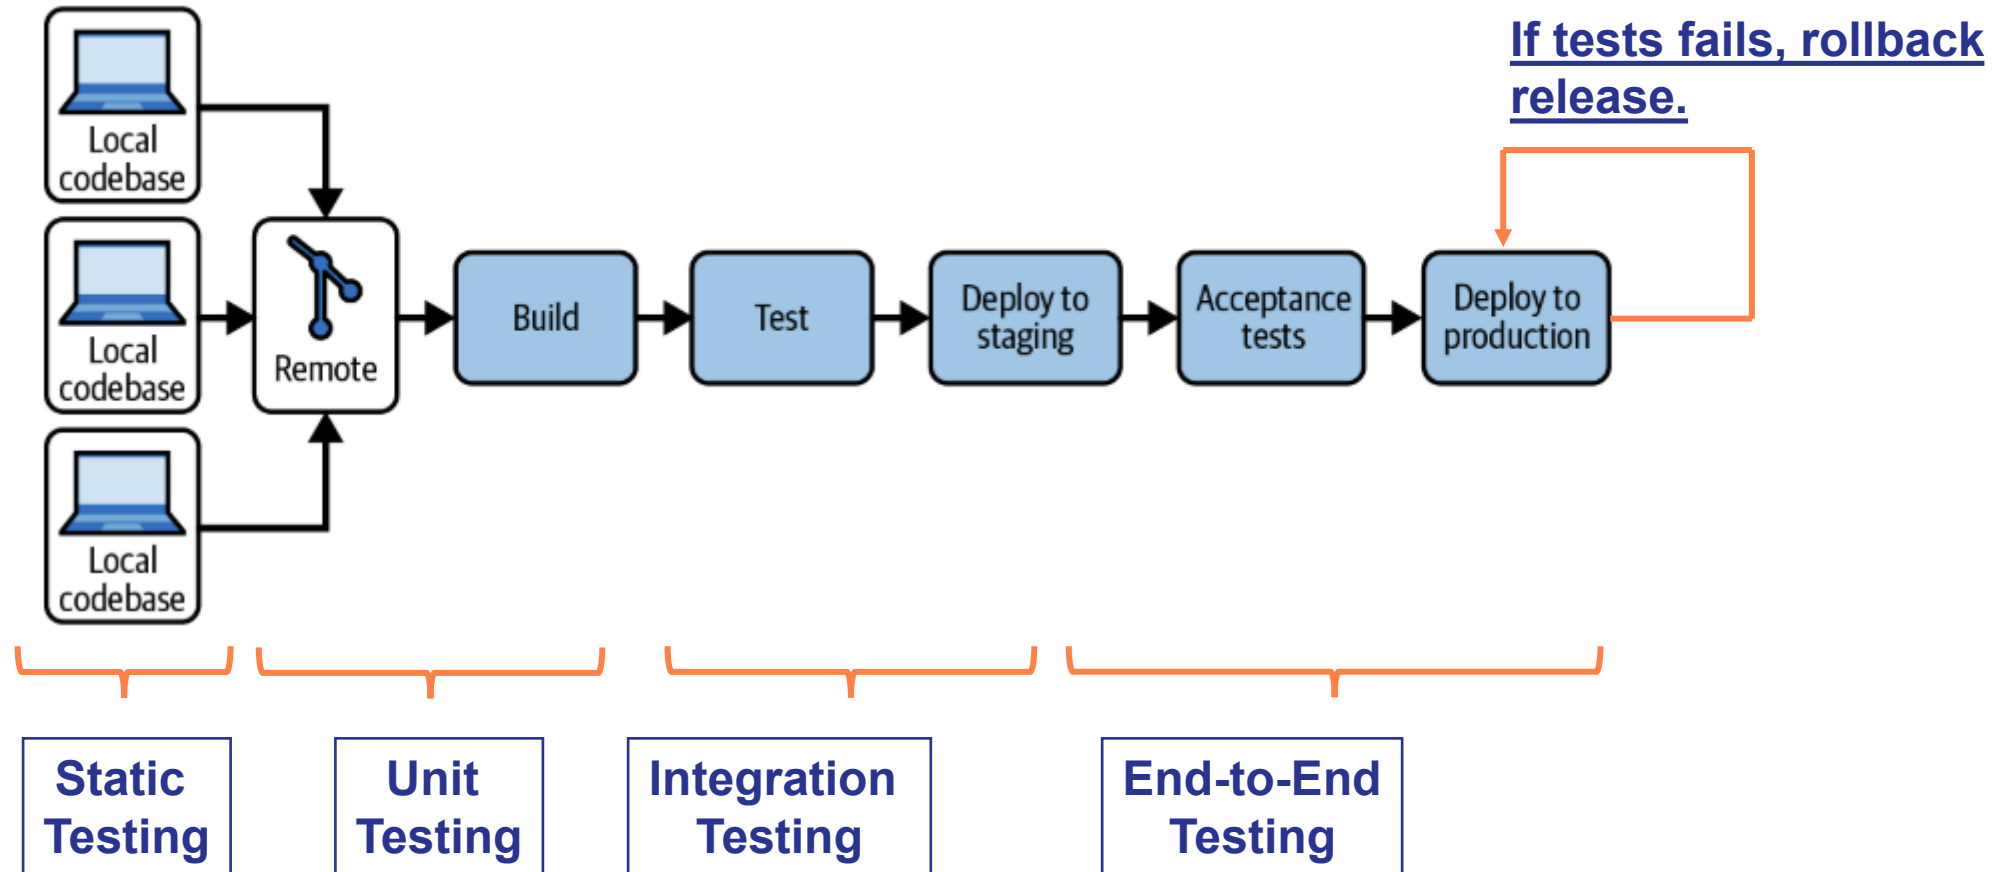 If tests fails, rollback
release.
Local
codebase
Local
codebase
Local
codebase
Remote
Build
Test
Deploy to
staging
Acceptance
tests
Deploy to
production
Static
Testing
Unit
Testing
Integration
Testing
End-to-End
Testing